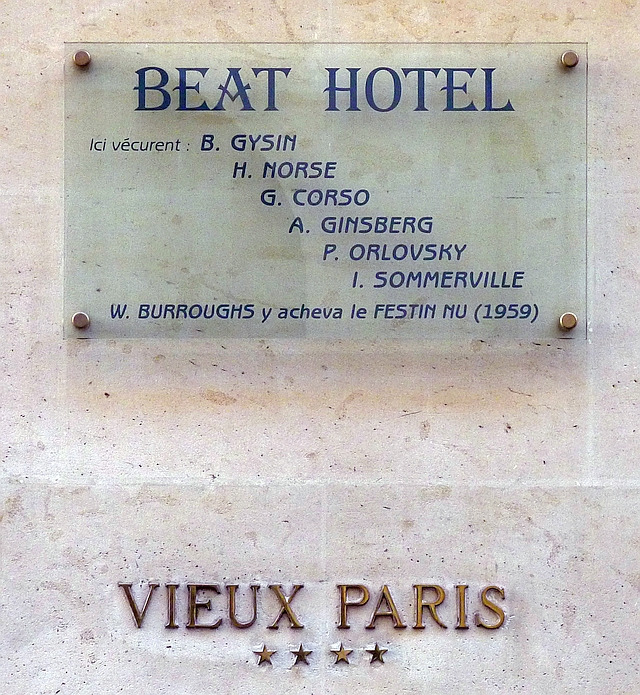 BEAT HOTEL
Ici vécurent : B. GYSIN
H. NORSE
G. CORSO
A. GINSBERG
P. ORLOVSKY
I. SOMMERVILLE
W. BURROUGHS y acheva le FESTIN NU (1959)
VIEUX PARIS
★★★★